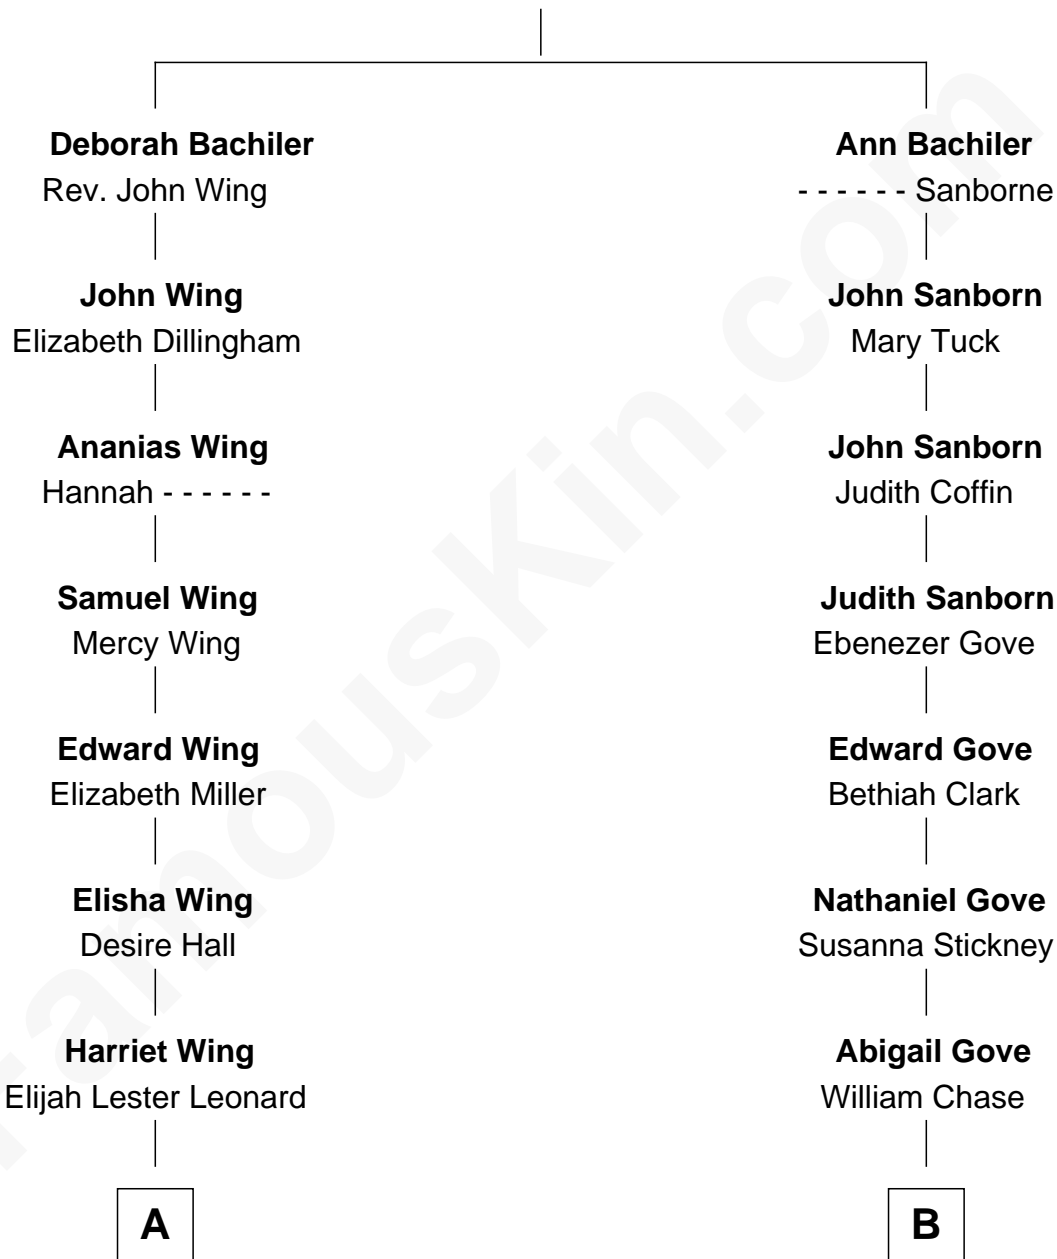 Deborah Bachiler
Rev. John Wing
John Wing
Elizabeth Dillingham
Ananias Wing
Hannah - - - - - -
Samuel Wing
Mercy Wing
Edward Wing
Elizabeth Miller
Elisha Wing
Desire Hall
Harriet Wing
Elijah Lester Leonard
A
Ann Bachiler
- - - - - - Sanborne
John Sanborn
Mary Tuck
John Sanborn
Judith Coffin
Judith Sanborn
Ebenezer Gove
Edward Gove
Bethiah Clark
Nathaniel Gove
Susanna Stickney
Abigail Gove
William Chase
B
FamousKin.com